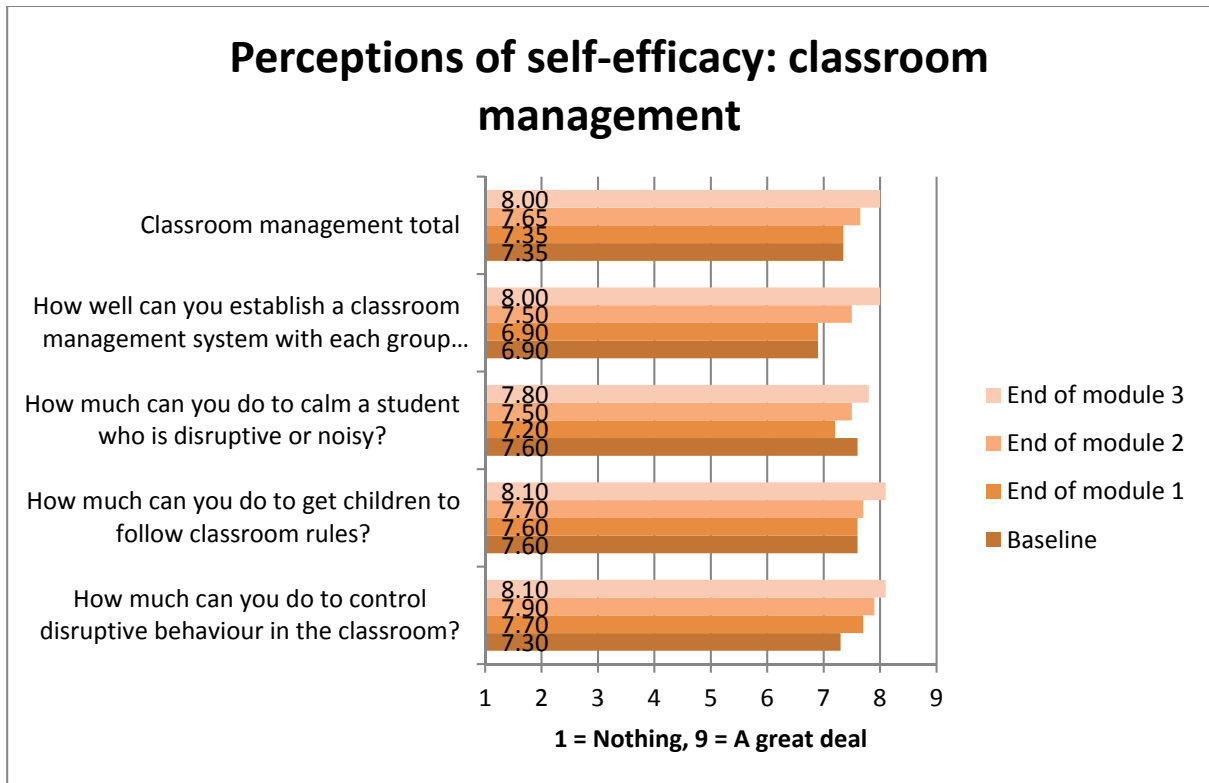 Perceptions of self-efficacy: classroom
management
Classroom management total
8.00
7.65
7.35
7.35
How well can you establish a classroom
management system with each group...
8.00
7.50
6.90
6.90
How much can you do to calm a student
who is disruptive or noisy?
7.80
7.50
7.20
7.60
How much can you do to get children to
follow classroom rules?
8.10
7.70
7.60
7.60
How much can you do to control
disruptive behaviour in the classroom?
8.10
7.90
7.70
7.30
1 2 3 4 5 6 7 8 9
1 = Nothing, 9 = A great deal
End of module 3
End of module 2
End of module 1
Baseline